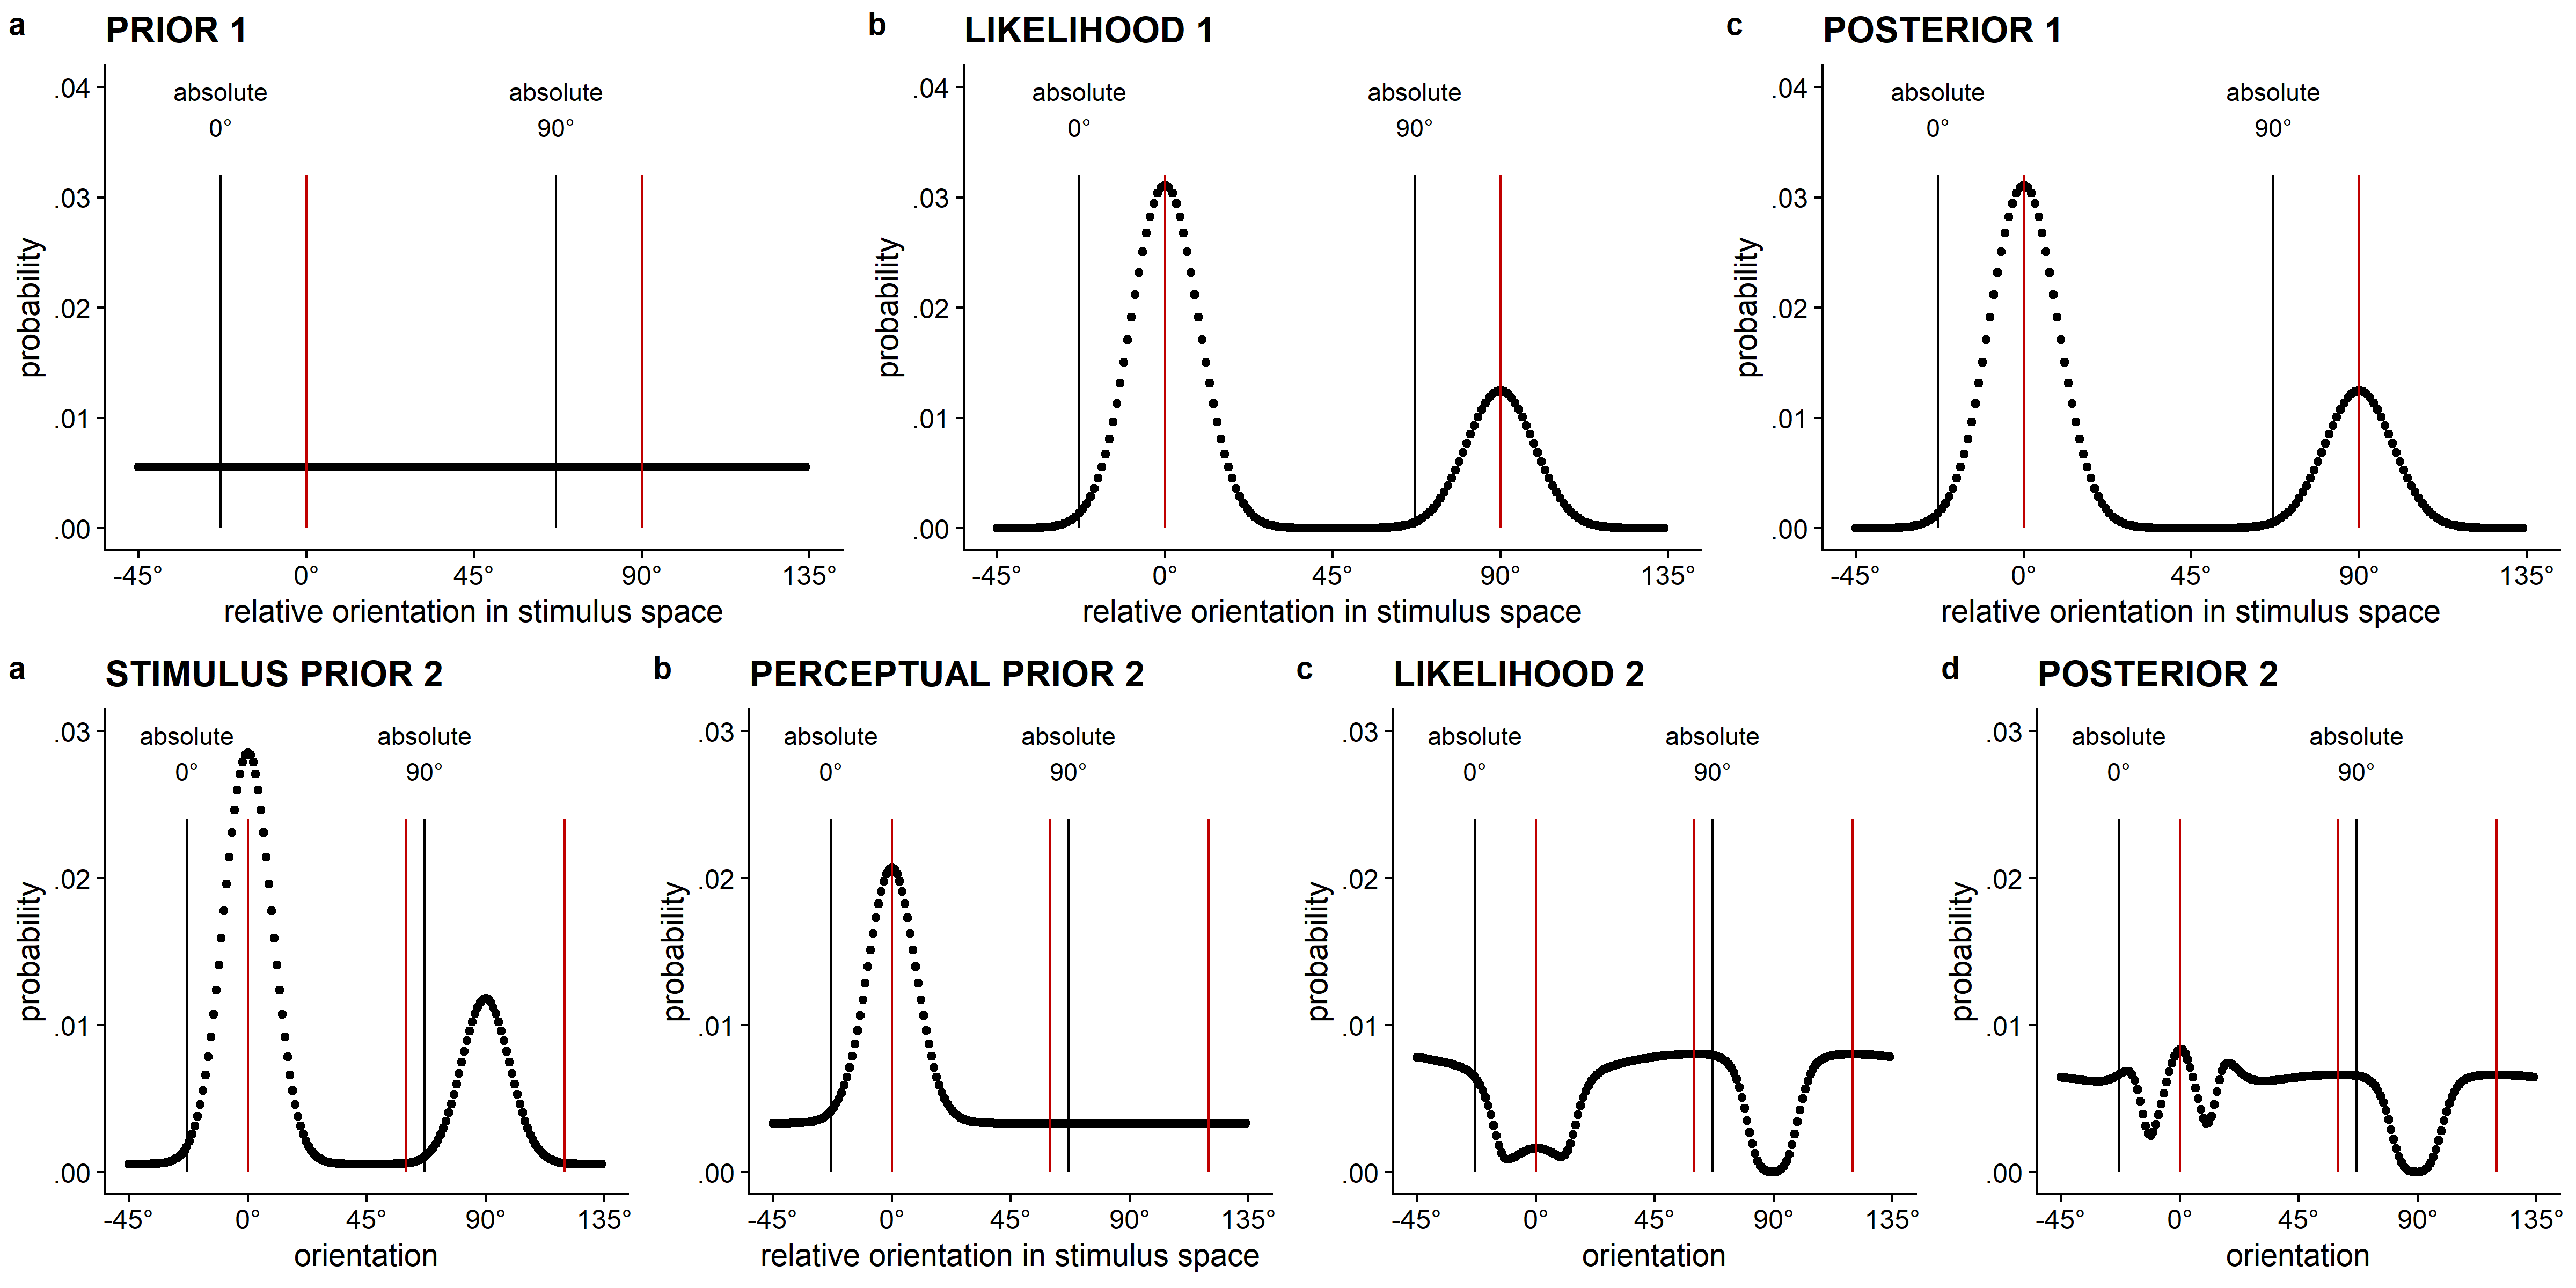 a PRIOR 1
absolute
0°
absolute
90°
.04
.03
.02
.01
.00
probability
-45° 0° 45° 90° 135°
relative orientation in stimulus space
b LIKELIHOOD 1
absolute
0°
absolute
90°
.04
.03
.02
.01
.00
probability
-45° 0° 45° 90° 135°
relative orientation in stimulus space
c POSTERIOR 1
absolute
0°
absolute
90°
.04
.03
.02
.01
.00
probability
-45° 0° 45° 90° 135°
relative orientation in stimulus space
a STIMULUS PRIOR 2
absolute
0°
absolute
90°
.03
.02
.01
.00
probability
-45° 0° 45° 90° 135°
orientation
b PERCEPTUAL PRIOR 2
absolute
0°
absolute
90°
.03
.02
.01
.00
probability
-45° 0° 45° 90° 135°
relative orientation in stimulus space
c LIKELIHOOD 2
absolute
0°
absolute
90°
.03
.02
.01
.00
probability
-45° 0° 45° 90° 135°
orientation
d POSTERIOR 2
absolute
0°
absolute
90°
.03
.02
.01
.00
probability
-45° 0° 45° 90° 135°
orientation